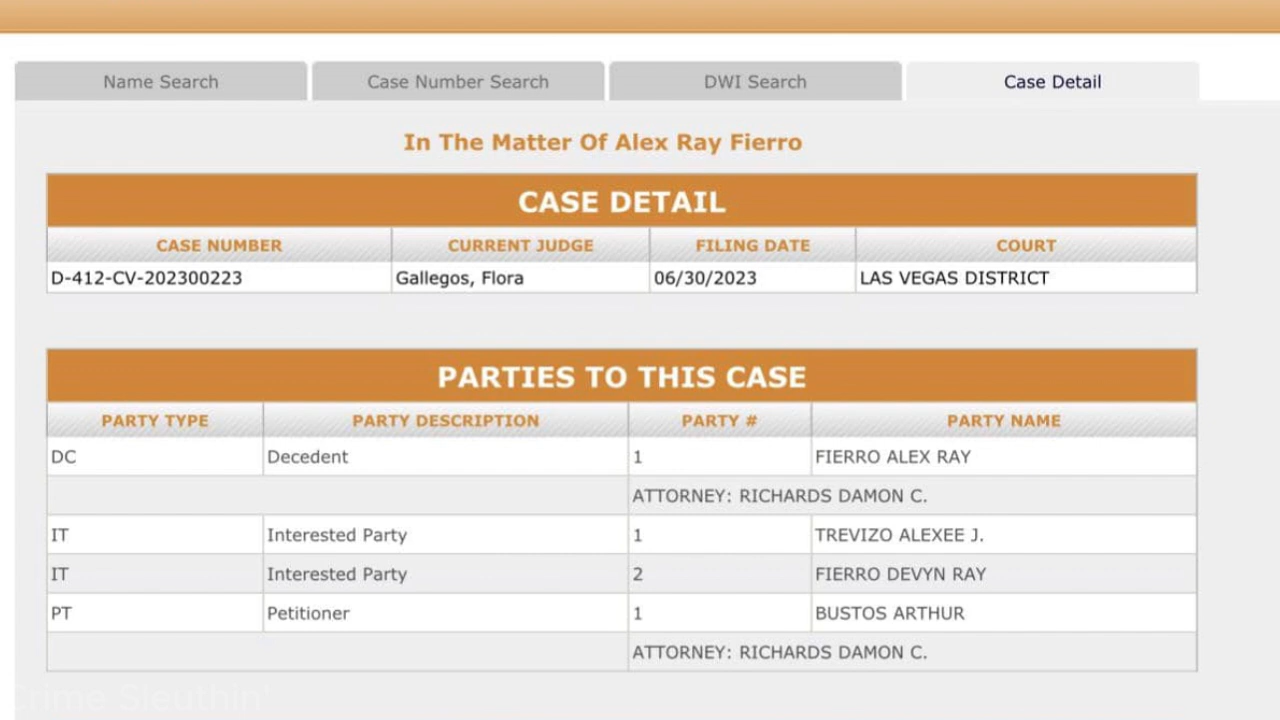 Name Search
Case Number Search
DWI Search
Case Detail
In The Matter Of Alex Ray Fierro
CASE DETAIL
CASE NUMBER CURRENT JUDGE FILING DATE COURT
D-412-CV-202300223 Gallegos, Flora 06/30/2023 LAS VEGAS DISTRICT
PARTIES TO THIS CASE
PARTY TYPE PARTY DESCRIPTION PARTY # PARTY NAME
DC Decedent 1 FIERRO ALEX RAY
ATTORNEY: RICHARDS DAMON C.
IT Interested Party 1 TREVIZO ALEXEE J.
IT Interested Party 2 FIERRO DEVYN RAY
PT Petitioner 1 BUSTOS ARTHUR
ATTORNEY: RICHARDS DAMON C.
Crime Sleuthin'